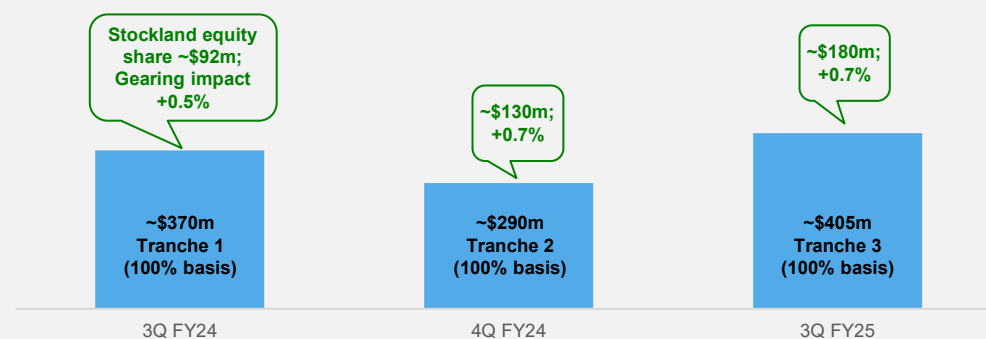 Stockland equity
share ~$92m;
Gearing impact
+0.5%
~$130m;
+0.7%
~$180m;
+0.7%
~$370m
Tranche 1
(100% basis)
~$290m
Tranche 2
(100% basis)
~$405m
Tranche 3
(100% basis)
3Q FY24
4Q FY24
3Q FY25